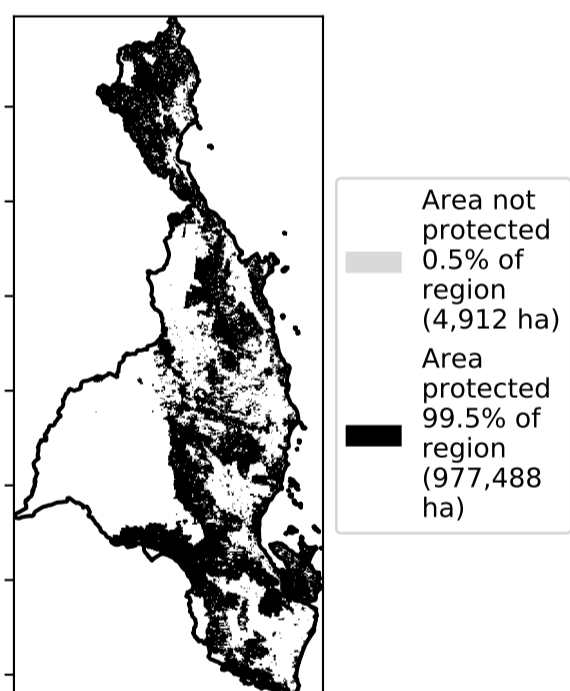 Area not
protected
0.5% of
region
(4,912 ha)
Area
protected
99.5% of
region
(977,488
ha)